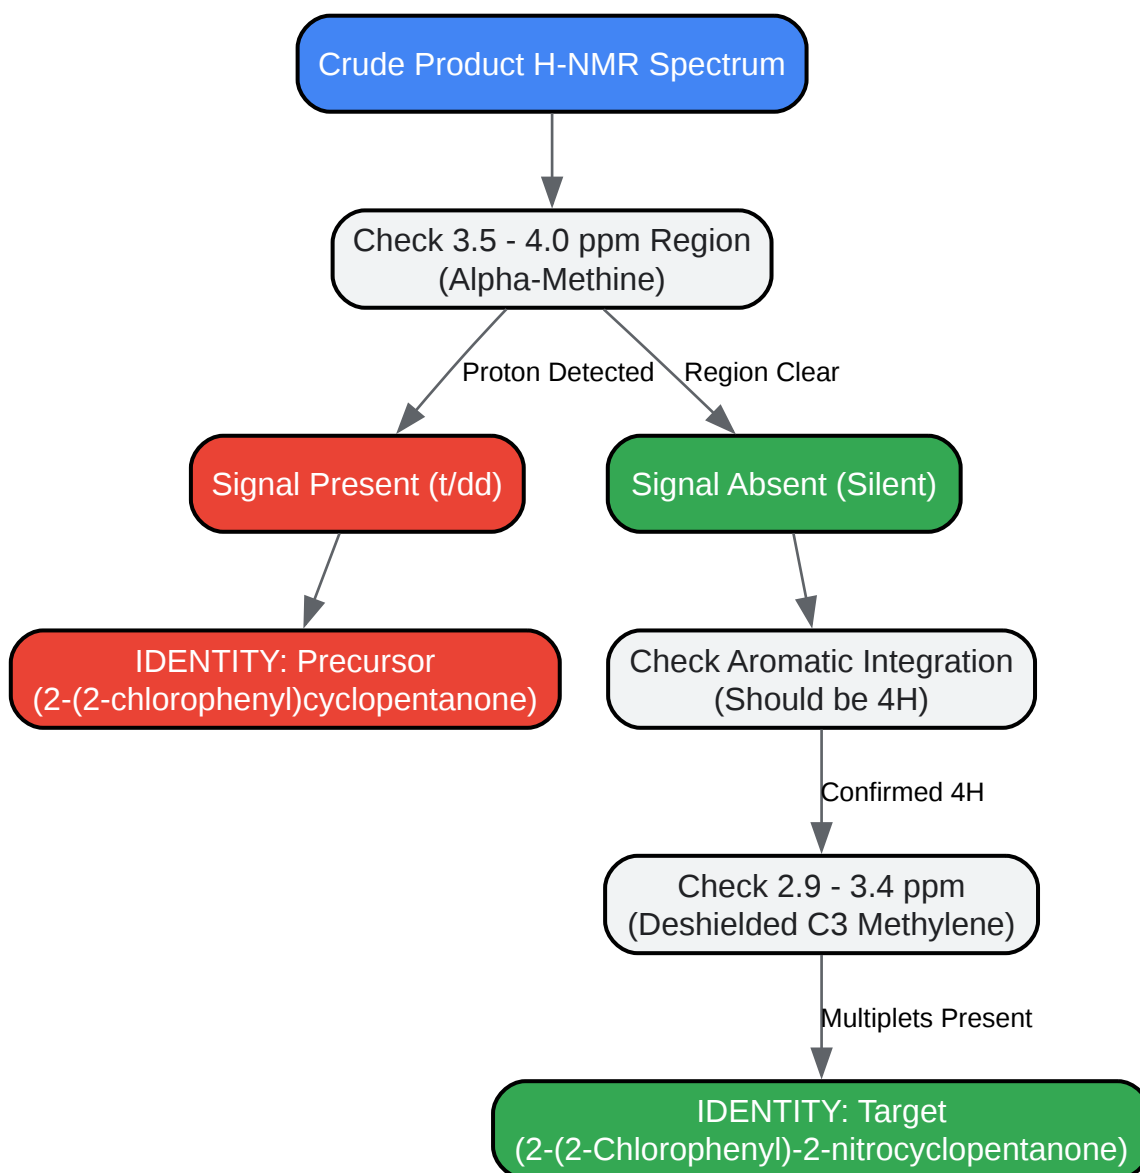 Crude Product H-NMR Spectrum
Check 3.5 - 4.0 ppm Region
(Alpha-Methine)
Proton Detected
Region Clear
Signal Present (t/dd)
Signal Absent (Silent)
IDENTITY: Precursor
(2-(2-chlorophenyl)cyclopentanone)
Check Aromatic Integration
(Should be 4H)
Confirmed 4H
Check 2.9 - 3.4 ppm
(Deshielded C3 Methylene)
Multiplets Present
IDENTITY: Target
(2-(2-Chlorophenyl)-2-nitrocyclopentanone)